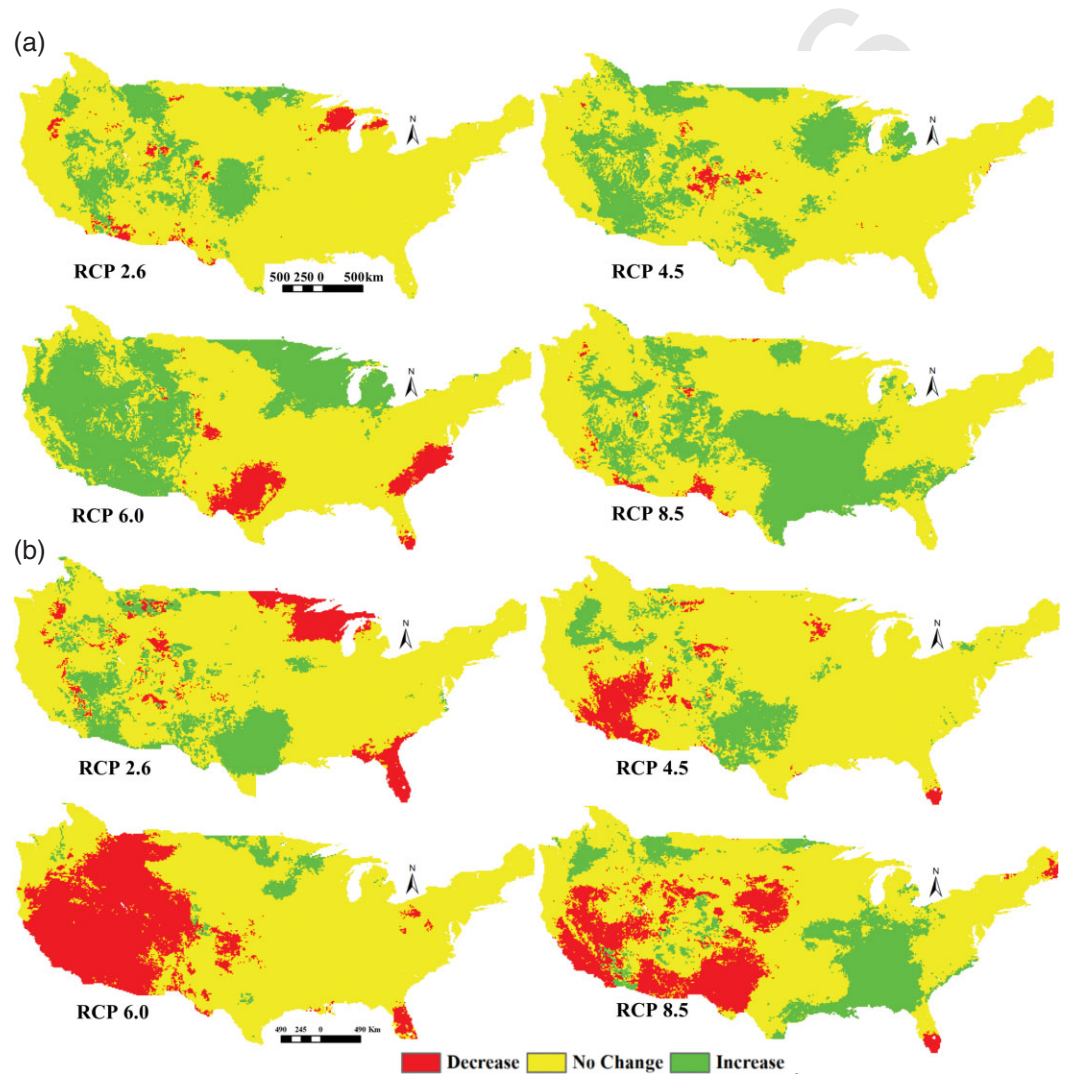 (a)
N
N
RCP 2.6
500 250 0 500km
RCP 4.5
N
N
RCP 6.0
RCP 8.5
(b)
N
N
RCP 2.6
RCP 4.5
N
N
RCP 6.0
490 245 0 490 Km
RCP 8.5
Decrease No Change Increase